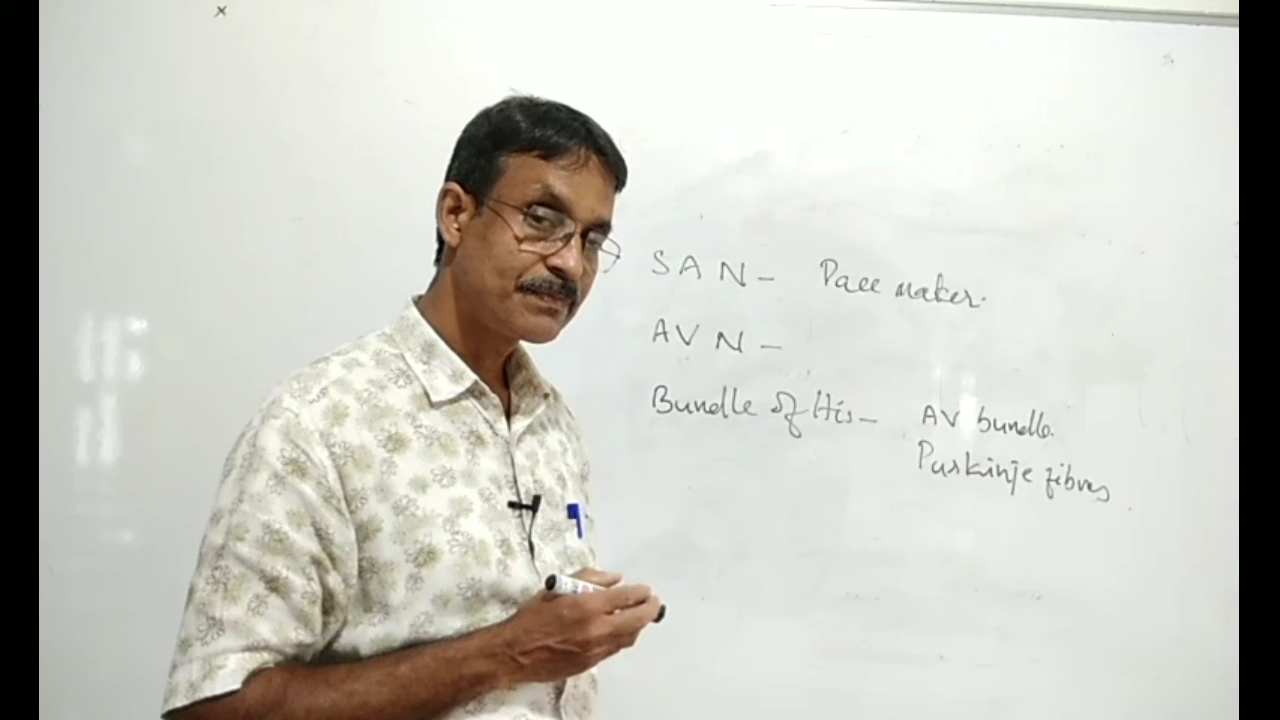 SAN - Pace maker.
AVN -
Bundle of His - AV bundle.
Purkinje fibres